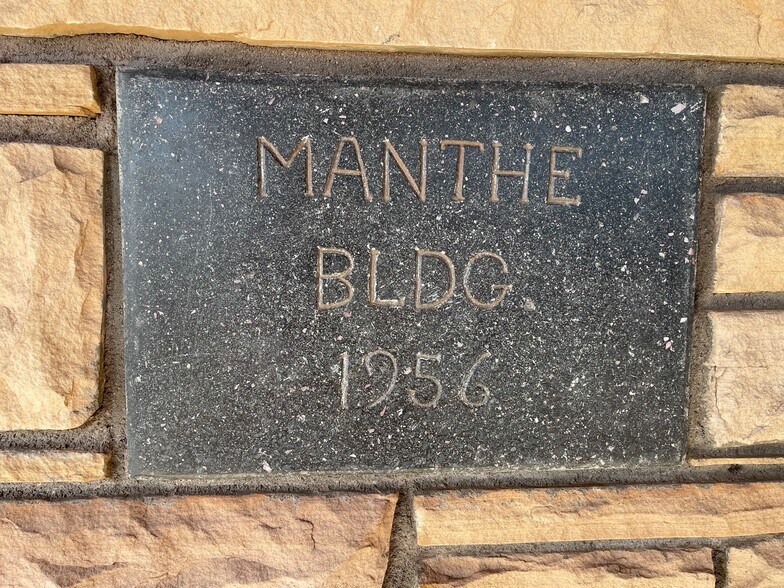 MANTHE
BLDG.
1956